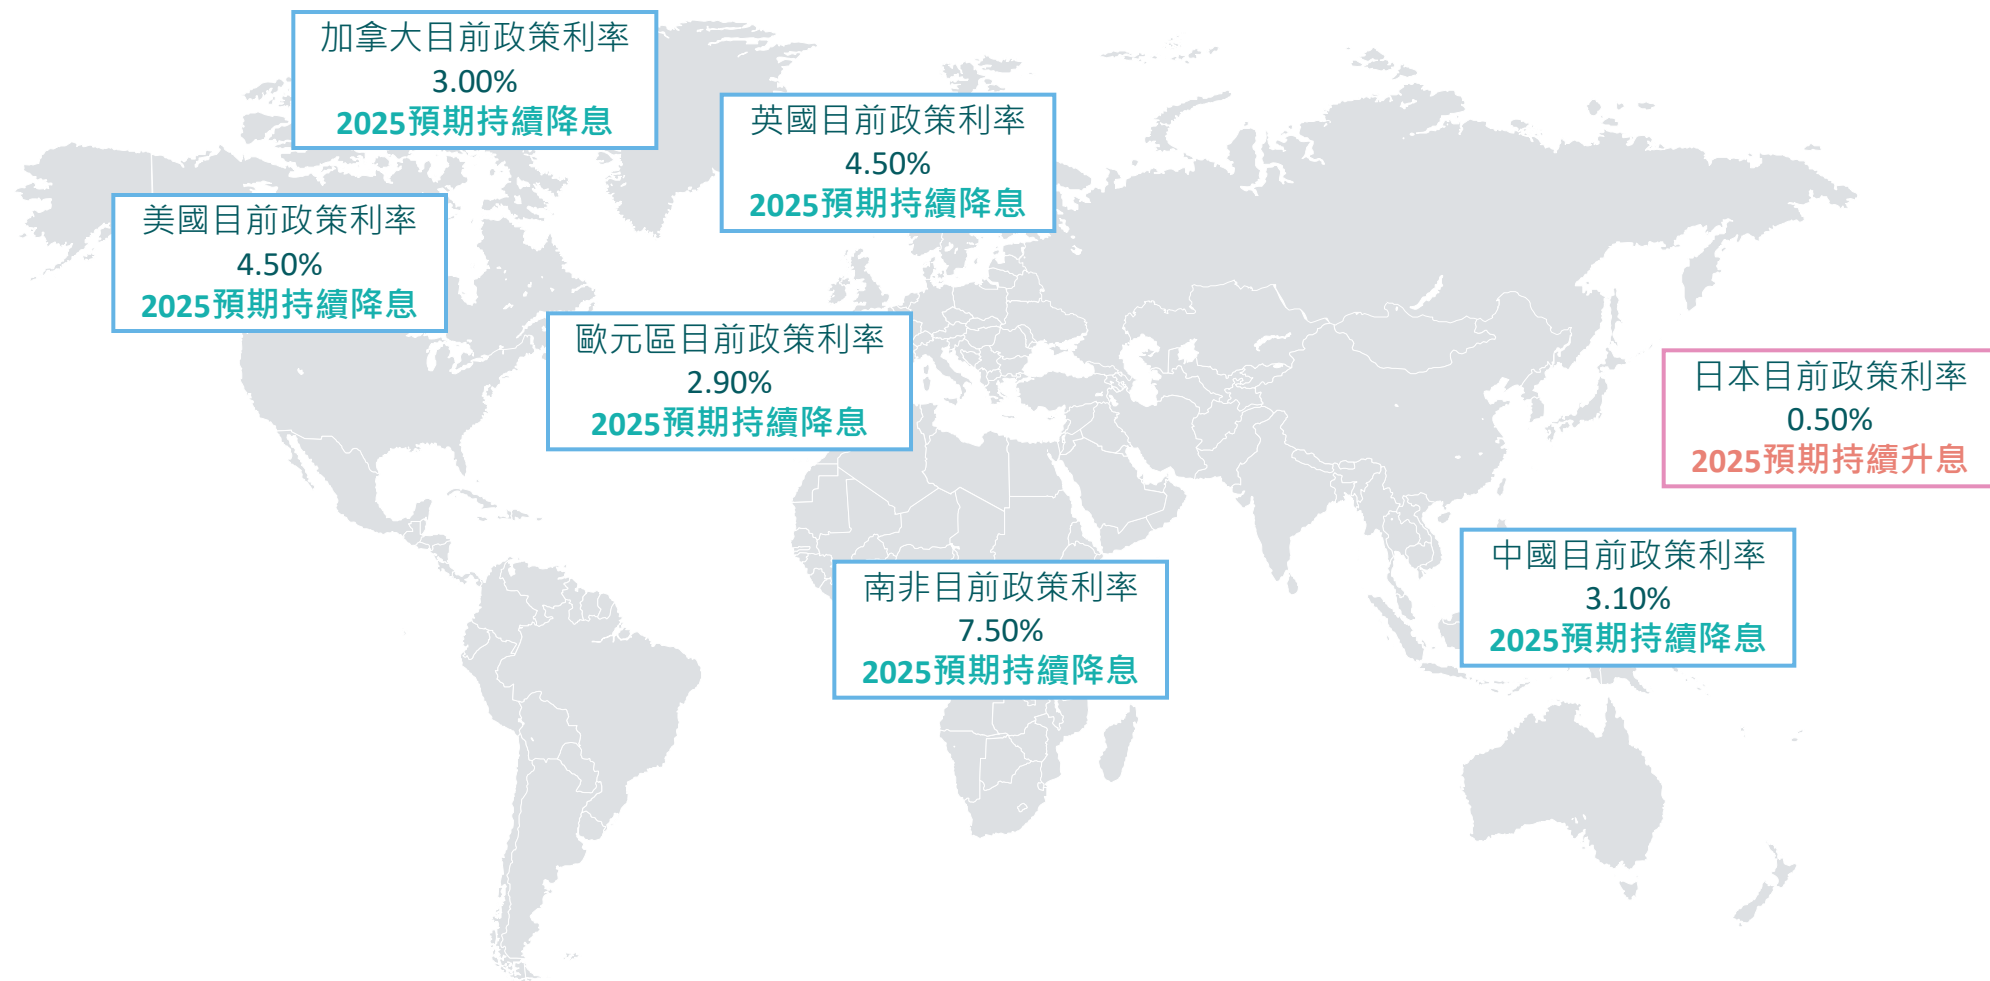 加拿大目前政策利率
3.00%
2025預期持續降息
英國目前政策利率
4.50%
2025預期持續降息
美國目前政策利率
4.50%
2025預期持續降息
歐元區目前政策利率
2.90%
2025預期持續降息
日本目前政策利率
0.50%
2025預期持續升息
南非目前政策利率
7.50%
2025預期持續降息
中國目前政策利率
3.10%
2025預期持續降息